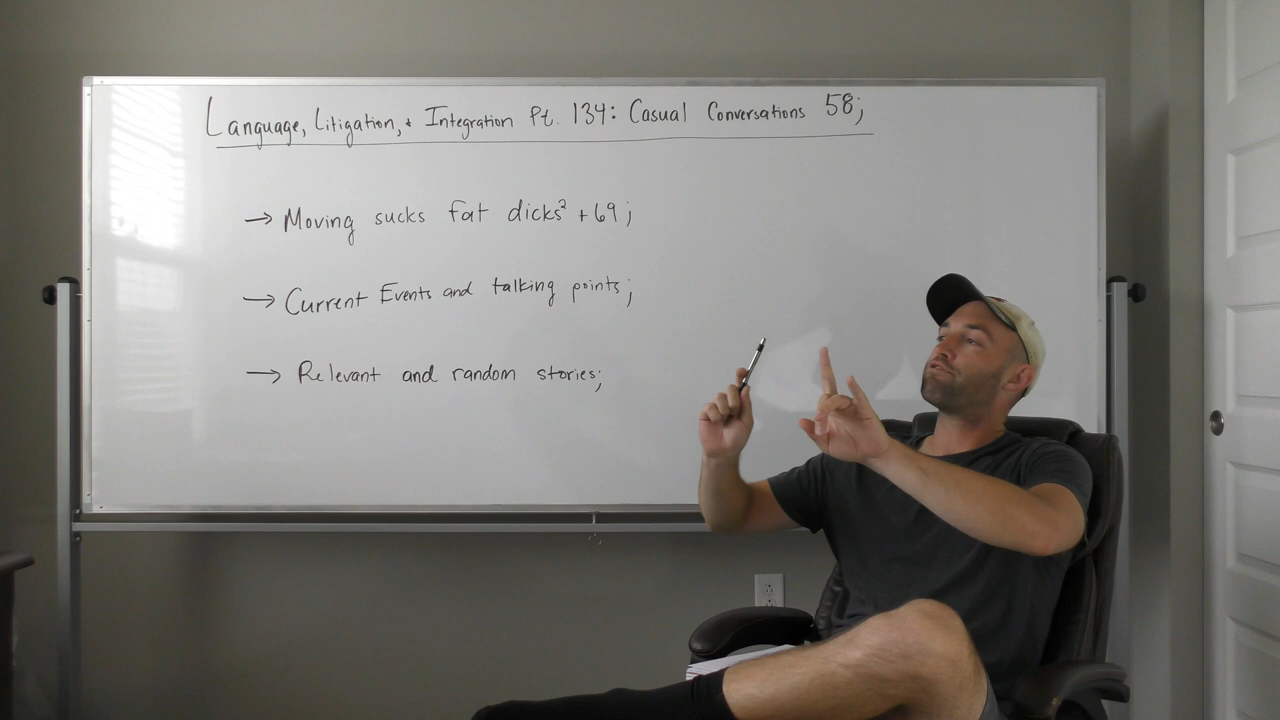 Language, Litigation, & Integration Pt. 134: Casual Conversations 58;
→ Moving sucks fat dicks² + 69;
→ Current Events and talking points;
→ Relevant and random stories;